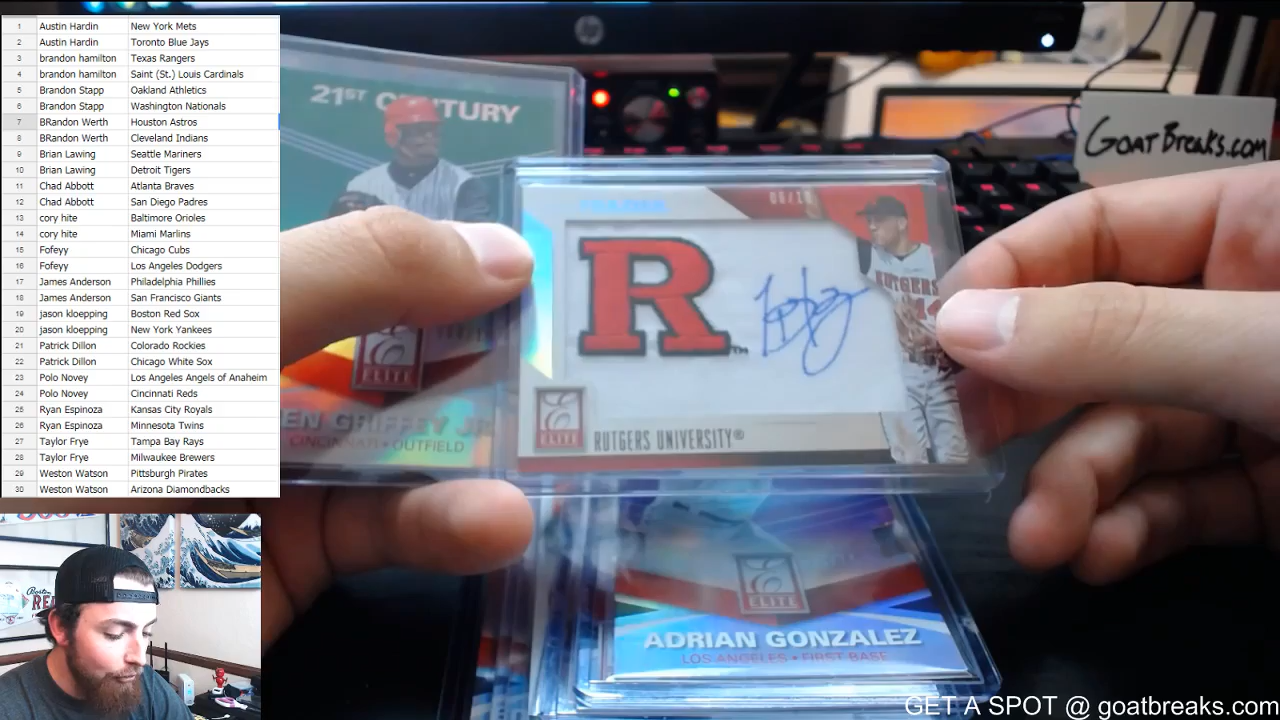 1 Austin Hardin New York Mets
2 Austin Hardin Toronto Blue Jays
3 brandon hamilton Texas Rangers
4 brandon hamilton Saint (St.) Louis Cardinals
5 Brandon Stapp Oakland Athletics
6 Brandon Stapp Washington Nationals
7 BRandon Werth Houston Astros
8 BRandon Werth Cleveland Indians
9 Brian Lawing Seattle Mariners
10 Brian Lawing Detroit Tigers
11 Chad Abbott Atlanta Braves
12 Chad Abbott San Diego Padres
13 cory hite Baltimore Orioles
14 cory hite Miami Marlins
15 Fofeyy Chicago Cubs
16 Fofeyy Los Angeles Dodgers
17 James Anderson Philadelphia Phillies
18 James Anderson San Francisco Giants
19 jason kloepping Boston Red Sox
20 jason kloepping New York Yankees
21 Patrick Dillon Colorado Rockies
22 Patrick Dillon Chicago White Sox
23 Polo Novey Los Angeles Angels of Anaheim
24 Polo Novey Cincinnati Reds
25 Ryan Espinoza Kansas City Royals
26 Ryan Espinoza Minnesota Twins
27 Taylor Frye Tampa Bay Rays
28 Taylor Frye Milwaukee Brewers
29 Weston Watson Pittsburgh Pirates
30 Weston Watson Arizona Diamondbacks
hp
GoatBreaks.com
21ST CENTURY
R™
RUTGERS
E
ELITE
RUTGERS UNIVERSITY®
ELITE
GRIFFEY
CINCINNATI • OUTFIELD
E
ELITE
ADRIAN GONZALEZ
LOS ANGELES • FIRST BASE
GET A SPOT @ goatbreaks.com